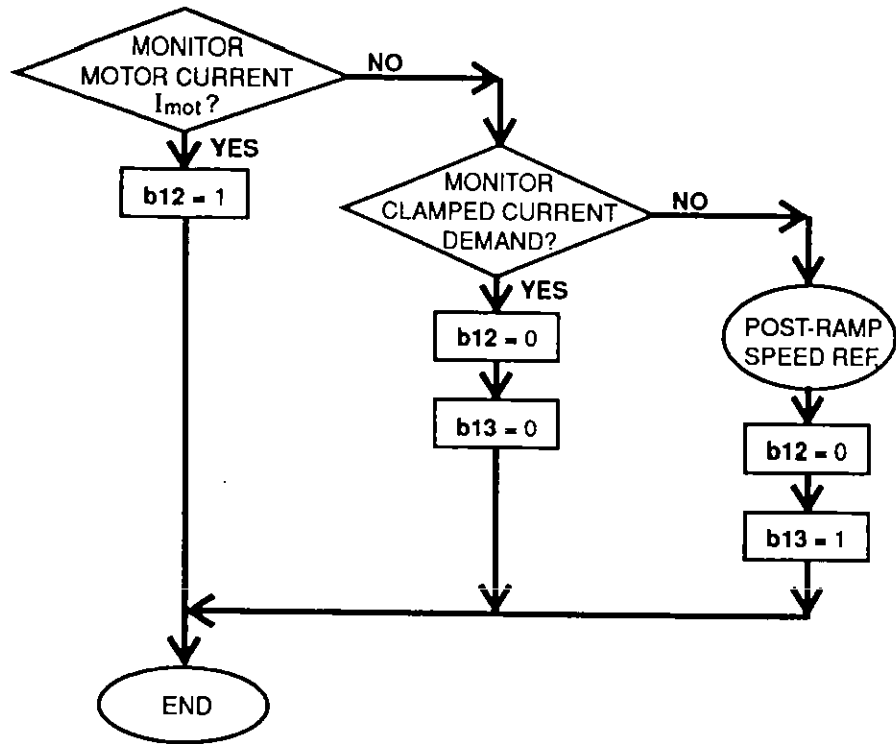 MONITOR
MOTOR CURRENT
Imot?
NO
YES
b12 = 1
MONITOR
CLAMPED CURRENT
DEMAND?
NO
YES
b12 = 0
b13 = 0
POST-RAMP
SPEED REF.
b12 = 0
b13 = 1
END